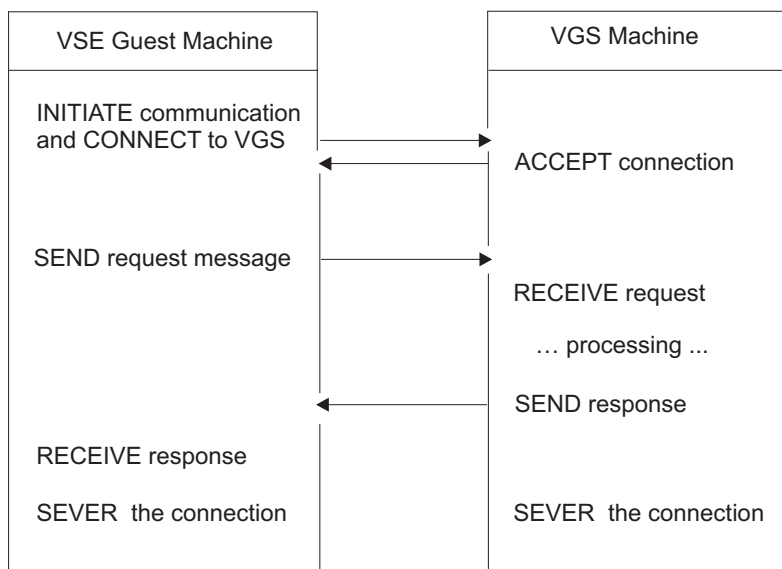 VSE Guest Machine
VGS Machine
INITIATE communication
and CONNECT to VGS
ACCEPT connection
SEND request message
RECEIVE request
… processing ...
SEND response
RECEIVE response
SEVER the connection
SEVER the connection